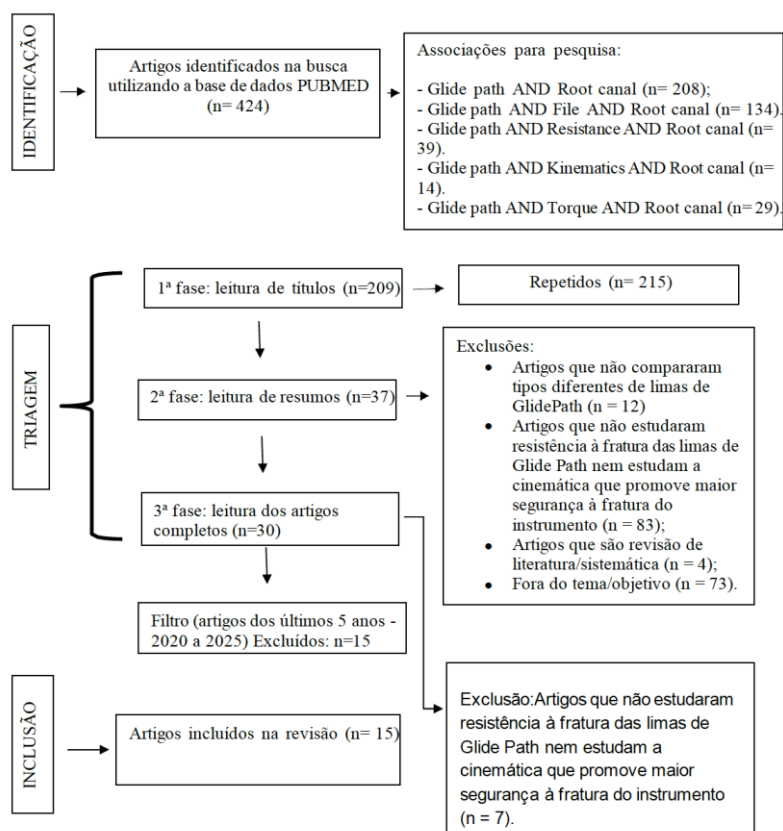 IDENTIFICAÇÃO
Artigos identificados na busca
utilizando a base de dados PUBMED
(n= 424)
Associações para pesquisa:
- Glide path AND Root canal (n= 208);
- Glide path AND File AND Root canal (n= 134).
- Glide path AND Resistance AND Root canal (n=
39).
- Glide path AND Kinematics AND Root canal (n=
14).
- Glide path AND Torque AND Root canal (n= 29).
TRIAGEM
1ª fase: leitura de títulos (n=209)
Repetidos (n= 215)
2ª fase: leitura de resumos (n=37)
Exclusões:
• Artigos que não compararam
tipos diferentes de limas de
GlidePath (n = 12)
• Artigos que não estudaram
resistência à fratura das limas de
Glide Path nem estudam a
cinemática que promove maior
segurança à fratura do
instrumento (n = 83);
• Artigos que são revisão de
literatura/sistemática (n = 4);
• Fora do tema/objetivo (n = 73).
3ª fase: leitura dos artigos
completos (n=30)
Filtro (artigos dos últimos 5 anos -
2020 a 2025) Excluídos: n=15
INCLUSÃO
Artigos incluídos na revisão (n= 15)
Exclusão:Artigos que não estudaram
resistência à fratura das limas de
Glide Path nem estudam a
cinemática que promove maior
segurança à fratura do instrumento
(n = 7).